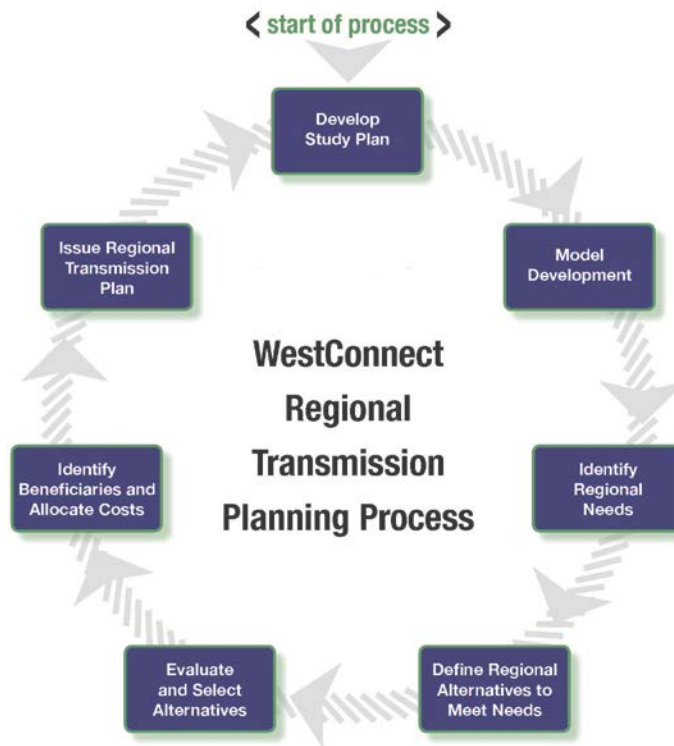 < start of process >
Develop
Study Plan
Model
Development
Identify
Regional
Needs
Define Regional
Alternatives to
Meet Needs
Evaluate
and Select
Alternatives
Identify
Beneficiaries and
Allocate Costs
Issue Regional
Transmission
Plan
WestConnect
Regional
Transmission
Planning Process